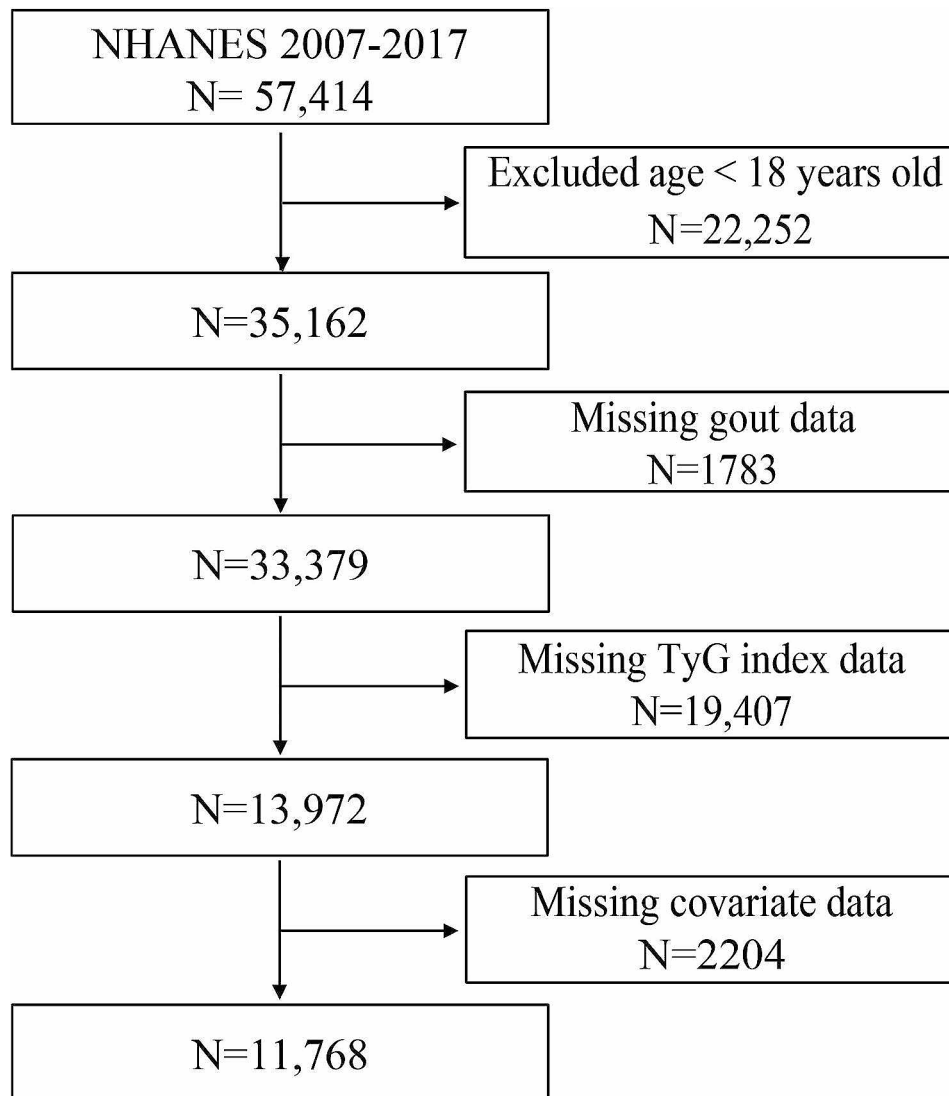 NHANES 2007-2017
N= 57,414
Excluded age < 18 years old
N=22,252
N=35,162
Missing gout data
N=1783
N=33,379
Missing TyG index data
N=19,407
N=13,972
Missing covariate data
N=2204
N=11,768